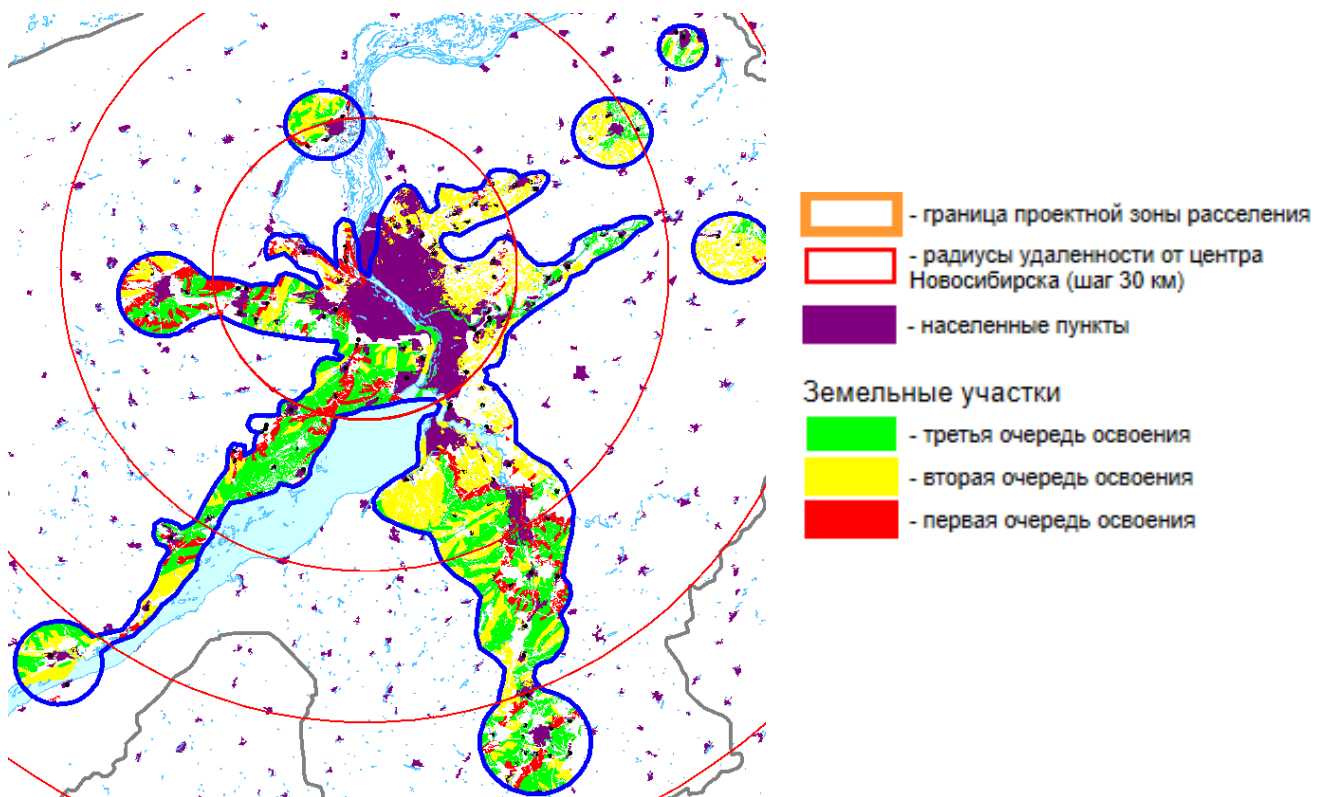 - граница проектной зоны расселения
- радиусы удаленности от центра
Новосибирска (шаг 30 км)
- населенные пункты
Земельные участки
- третья очередь освоения
- вторая очередь освоения
- первая очередь освоения